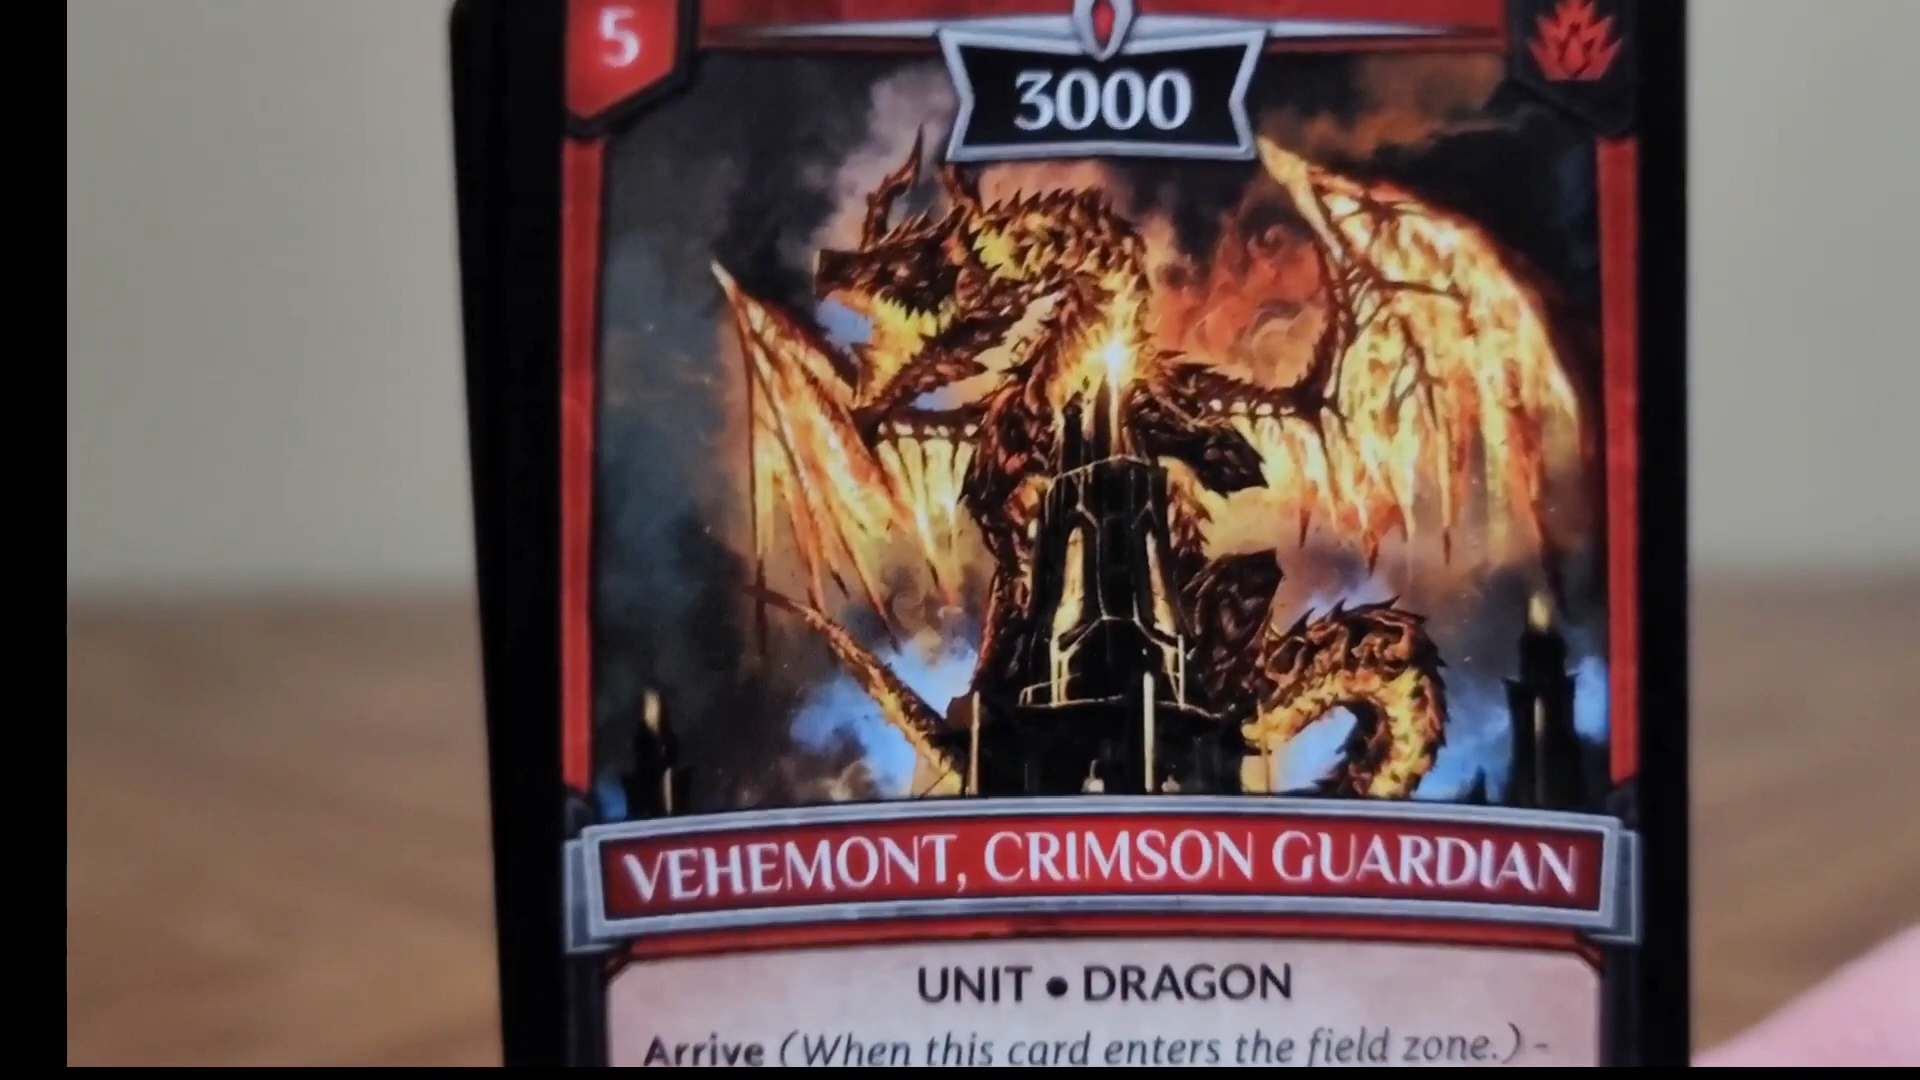 5
3000
VEHEMONT, CRIMSON GUARDIAN
UNIT • DRAGON
Arrive (When this card enters the field zone.) -